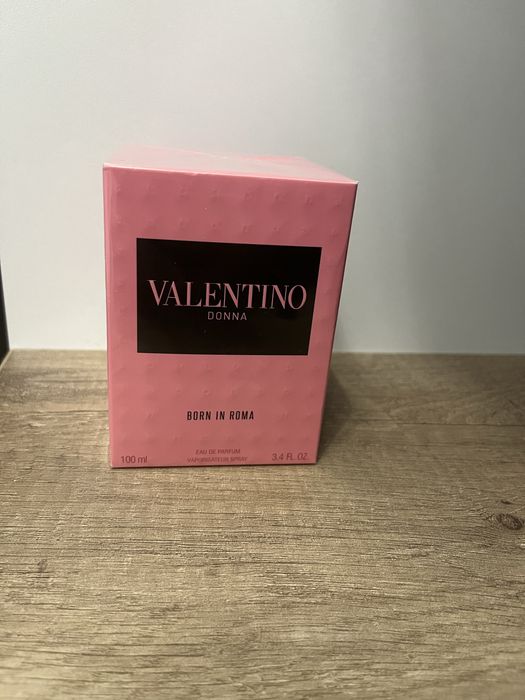 VALENTINO
DONNA
BORN IN ROMA
EAU DE PARFUM
100 ml VAPORISATEUR SPRAY 3.4 FL. OZ.